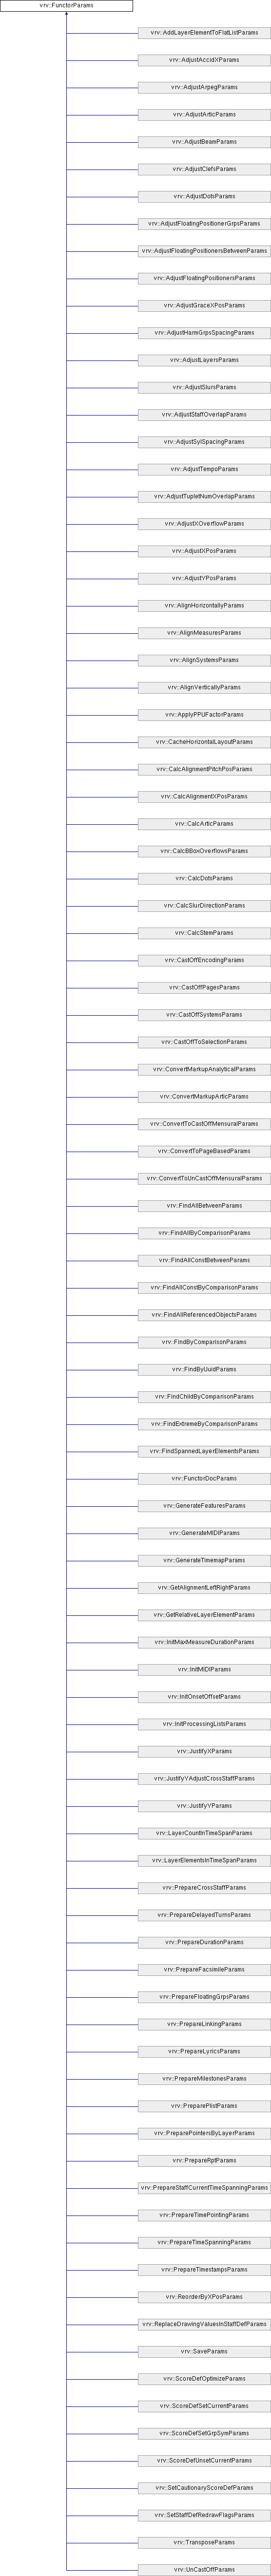 vrv::FunctorParams
vrv::AddLayerElementToFlatListParams
vrv::AdjustAccidXParams
vrv::AdjustArpegParams
vrv::AdjustArticParams
vrv::AdjustBeamParams
vrv::AdjustClefsParams
vrv::AdjustDotsParams
vrv::AdjustFloatingPositionerGrpsParams
vrv::AdjustFloatingPositionersBetweenParams
vrv::AdjustFloatingPositionersParams
vrv::AdjustGraceXPosParams
vrv::AdjustHarmGrpsSpacingParams
vrv::AdjustLayersParams
vrv::AdjustSlursParams
vrv::AdjustStaffOverlapParams
vrv::AdjustSylSpacingParams
vrv::AdjustTempoParams
vrv::AdjustTupletNumOverlapParams
vrv::AdjustXOverflowParams
vrv::AdjustXPosParams
vrv::AdjustYPosParams
vrv::AlignHorizontallyParams
vrv::AlignMeasuresParams
vrv::AlignSystemsParams
vrv::AlignVerticallyParams
vrv::ApplyPPUFactorParams
vrv::CacheHorizontalLayoutParams
vrv::CalcAlignmentPitchPosParams
vrv::CalcAlignmentXPosParams
vrv::CalcArticParams
vrv::CalcBBoxOverflowsParams
vrv::CalcDotsParams
vrv::CalcSlurDirectionParams
vrv::CalcStemParams
vrv::CastOffEncodingParams
vrv::CastOffPagesParams
vrv::CastOffSystemsParams
vrv::CastOffToSelectionParams
vrv::ConvertMarkupAnalyticalParams
vrv::ConvertMarkupArticParams
vrv::ConvertToCastOffMensuralParams
vrv::ConvertToPageBasedParams
vrv::ConvertToUnCastOffMensuralParams
vrv::FindAllBetweenParams
vrv::FindAllByComparisonParams
vrv::FindAllConstBetweenParams
vrv::FindAllConstByComparisonParams
vrv::FindAllReferencedObjectsParams
vrv::FindByComparisonParams
vrv::FindByUuidParams
vrv::FindChildByComparisonParams
vrv::FindExtremeByComparisonParams
vrv::FindSpannedLayerElementsParams
vrv::FunctorDocParams
vrv::GenerateFeaturesParams
vrv::GenerateMIDIParams
vrv::GenerateTimemapParams
vrv::GetAlignmentLeftRightParams
vrv::GetRelativeLayerElementParams
vrv::InitMaxMeasureDurationParams
vrv::InitMIDIParams
vrv::InitOnsetOffsetParams
vrv::InitProcessingListsParams
vrv::JustifyXParams
vrv::JustifyYAdjustCrossStaffParams
vrv::JustifyYParams
vrv::LayerCountInTimeSpanParams
vrv::LayerElementsInTimeSpanParams
vrv::PrepareCrossStaffParams
vrv::PrepareDelayedTurnsParams
vrv::PrepareDurationParams
vrv::PrepareFacsimileParams
vrv::PrepareFloatingGrpsParams
vrv::PrepareLinkingParams
vrv::PrepareLyricsParams
vrv::PrepareMilestonesParams
vrv::PreparePlistParams
vrv::PreparePointersByLayerParams
vrv::PrepareRptParams
vrv::PrepareStaffCurrentTimeSpanningParams
vrv::PrepareTimePointingParams
vrv::PrepareTimeSpanningParams
vrv::PrepareTimestampsParams
vrv::ReorderByXPosParams
vrv::ReplaceDrawingValuesInStaffDefParams
vrv::SaveParams
vrv::ScoreDefOptimizeParams
vrv::ScoreDefSetCurrentParams
vrv::ScoreDefSetGrpSymParams
vrv::ScoreDefUnsetCurrentParams
vrv::SetCautionaryScoreDefParams
vrv::SetStaffDefRedrawFlagsParams
vrv::TransposeParams
vrv::UnCastOffParams